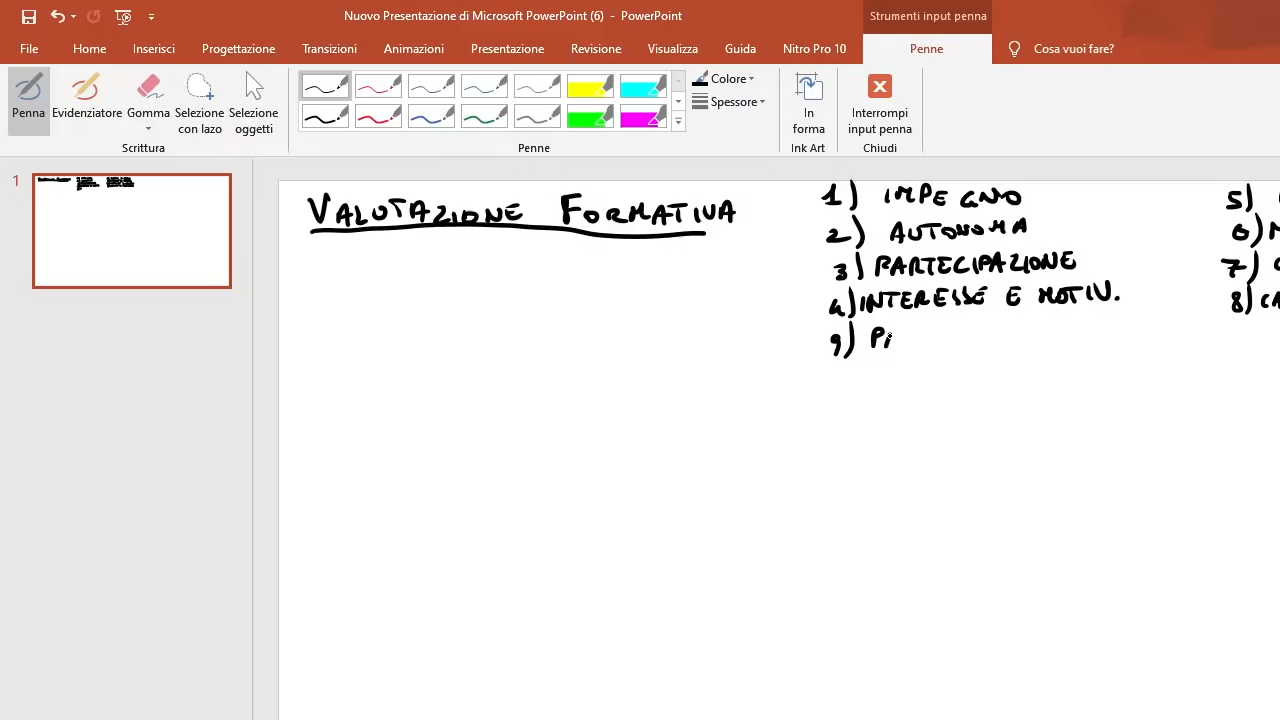 Nuovo Presentazione di Microsoft PowerPoint (6) - PowerPoint
Strumenti input penna
File Home Inserisci Progettazione Transizioni Animazioni Presentazione Revisione Visualizza Guida Nitro Pro 10 Penne Cosa vuoi fare?
Penna Evidenziatore Gomma Selezione con lazo Selezione oggetti
Scrittura
Colore
Spessore
Penne
In forma
Ink Art
Interrompi input penna
Chiudi
1
VALUTAZIONE FORMATIVA
1) IMPEGNO
2) AUTONOMA
3) PARTECIPAZIONE
4) INTERESSE E MOTIV.
9) Pi
5)
6)
7)
8)